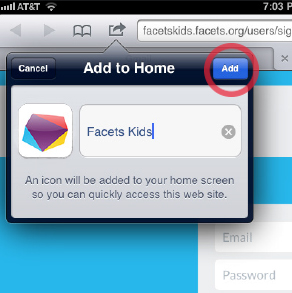 AT&T 7:03 P
facetskids.facets.org/users/sig
Cancel Add to Home Add
Facets Kids
An icon will be added to your home screen
so you can quickly access this web site.
Email
Password